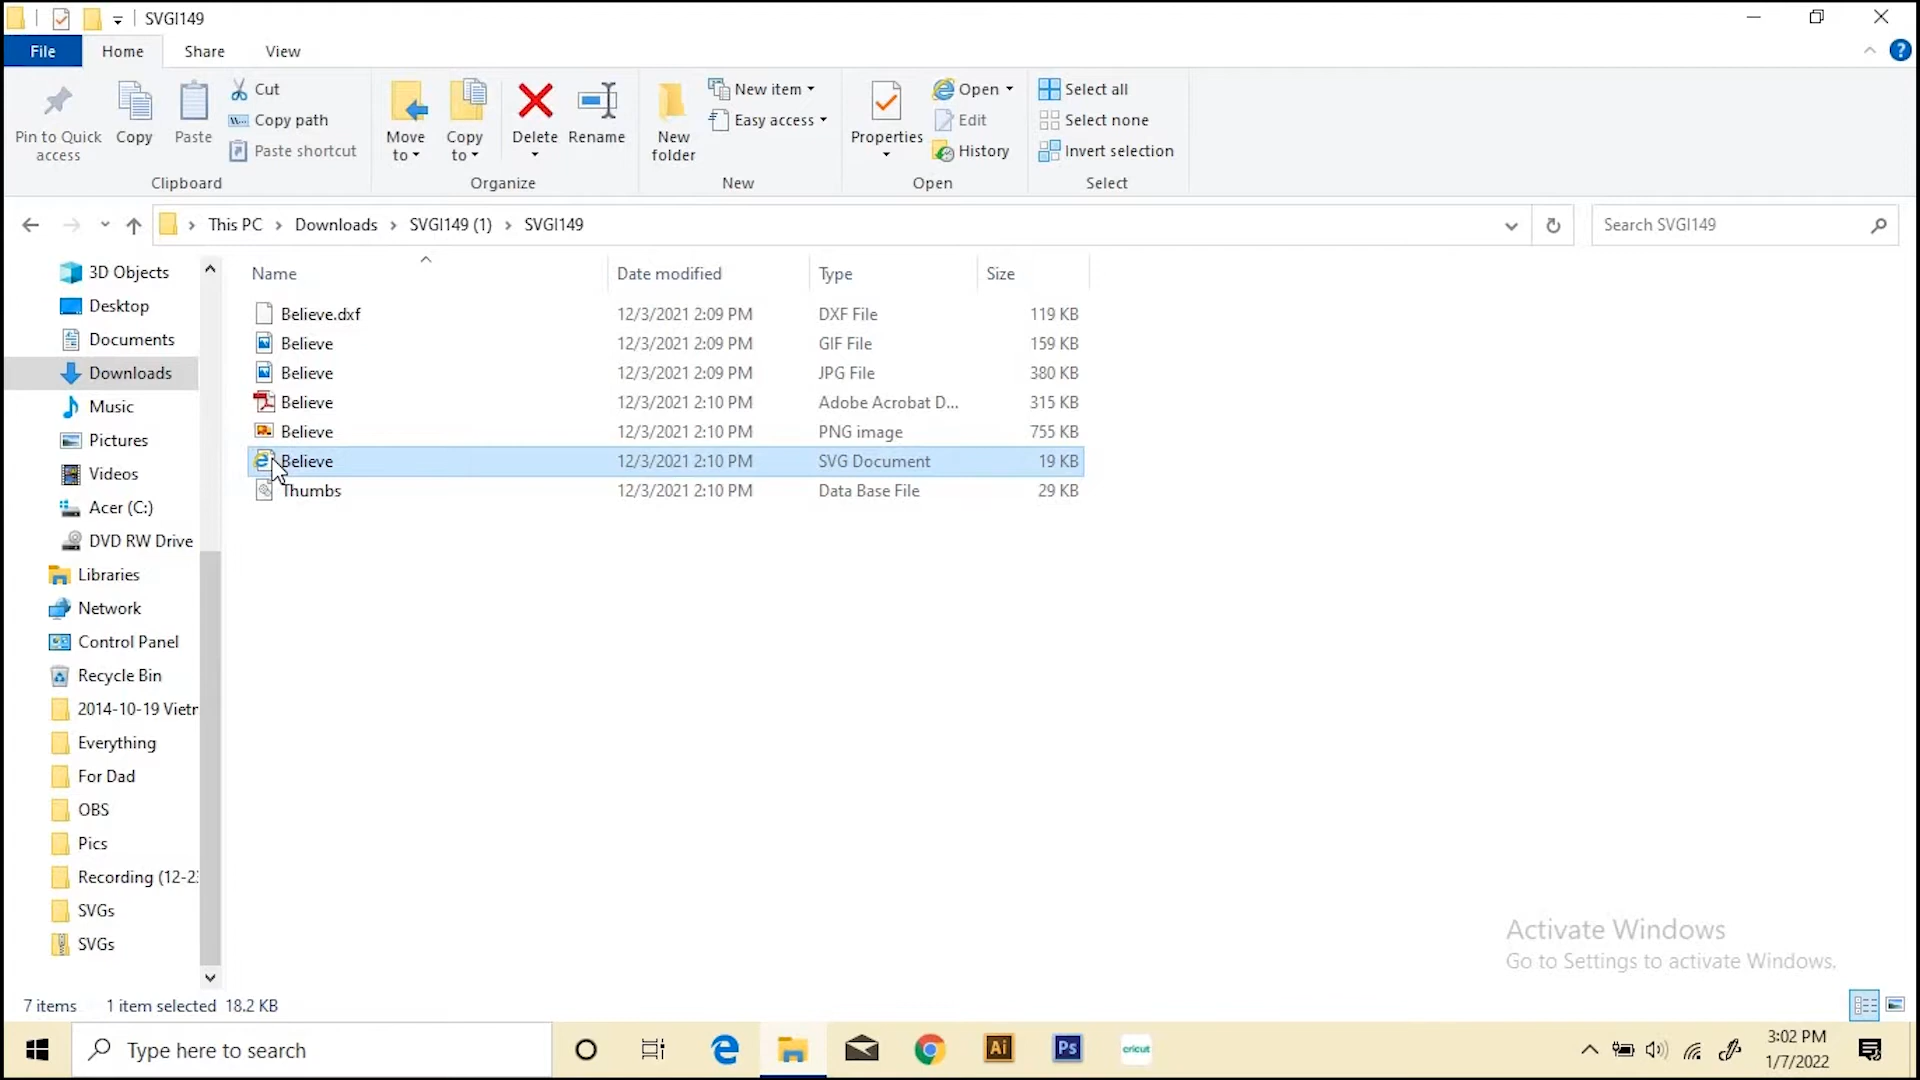 SVGI149
File Home Share View
Pin to Quick access
Copy
Paste
Cut
Copy path
Paste shortcut
Clipboard
Move to
Copy to
Delete
Rename
Organize
New folder
New item
Easy access
New
Properties
Open
Edit
History
Open
Select all
Select none
Invert selection
Select
This PC Downloads SVGI149 (1) SVGI149
Search SVGI149
3D Objects
Desktop
Documents
Downloads
Music
Pictures
Videos
Acer (C:)
DVD RW Drive
Libraries
Network
Control Panel
Recycle Bin
2014-10-19 Vietr
Everything
For Dad
OBS
Pics
Recording (12-2
SVGs
SVGs
Name Date modified Type Size
Believe.dxf 12/3/2021 2:09 PM DXF File 119 KB
Believe 12/3/2021 2:09 PM GIF File 159 KB
Believe 12/3/2021 2:09 PM JPG File 380 KB
Believe 12/3/2021 2:10 PM Adobe Acrobat D... 315 KB
Believe 12/3/2021 2:10 PM PNG image 755 KB
Believe 12/3/2021 2:10 PM SVG Document 19 KB
Thumbs 12/3/2021 2:10 PM Data Base File 29 KB
Activate Windows
Go to Settings to activate Windows.
7 items 1 item selected 18.2 KB
Type here to search
Ai
Ps
cricut
3:02 PM
1/7/2022